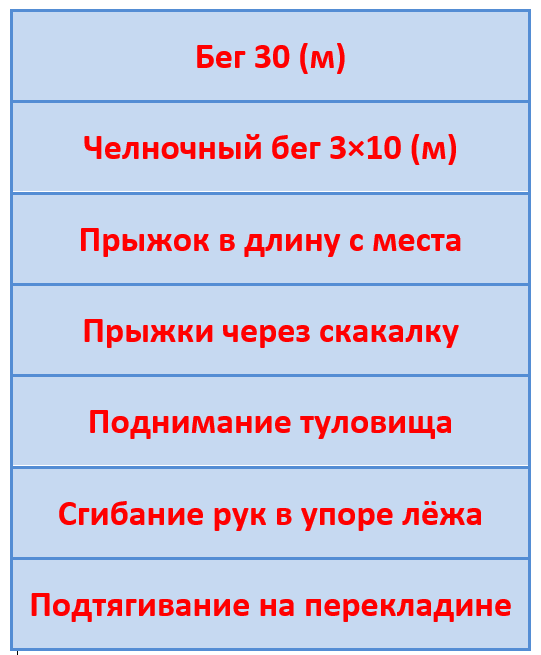 Бег 30 (м)
Челночный бег 3×10 (м)
Прыжок в длину с места
Прыжки через скакалку
Поднимание туловища
Сгибание рук в упоре лёжа
Подтягивание на перекладине